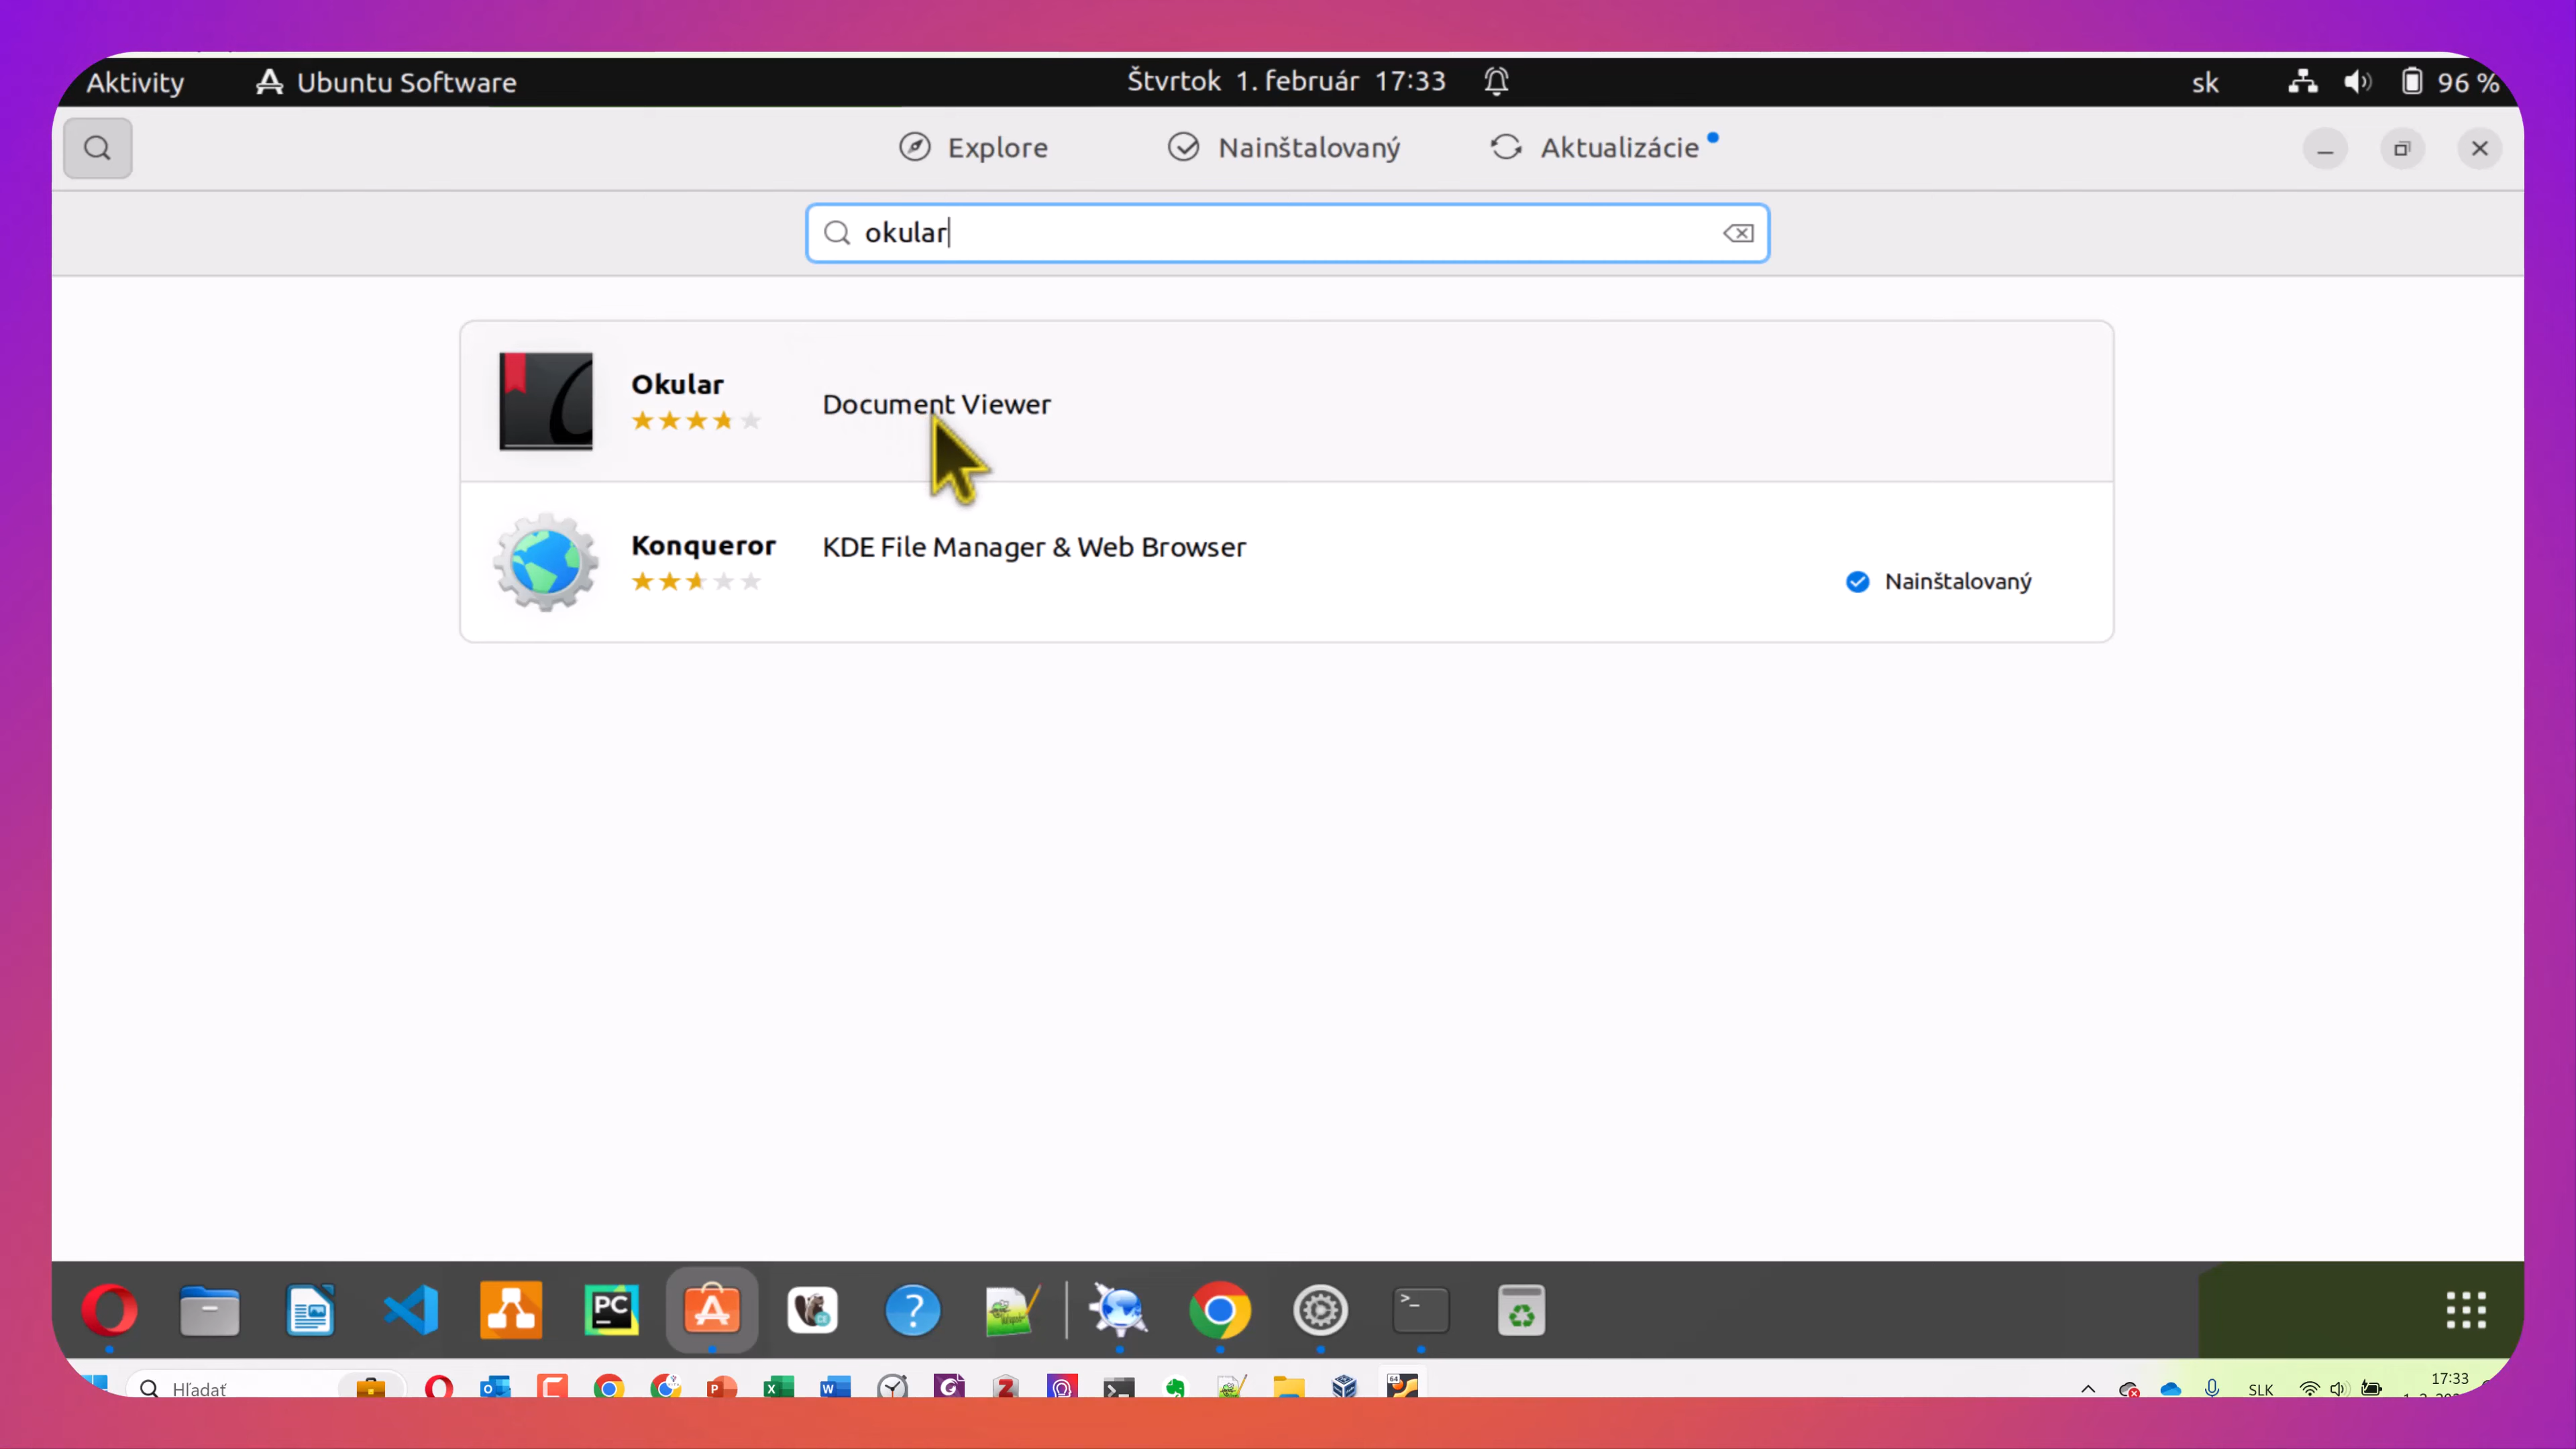 Aktivity
Ubuntu Software
Štvrtok 1. február 17:33
sk
96 %
Explore
Nainštalovaný
Aktualizácie
okular
Okular
Document Viewer
Konqueror
KDE File Manager & Web Browser
Nainštalovaný
PC
Hľadať
SLK
17:33